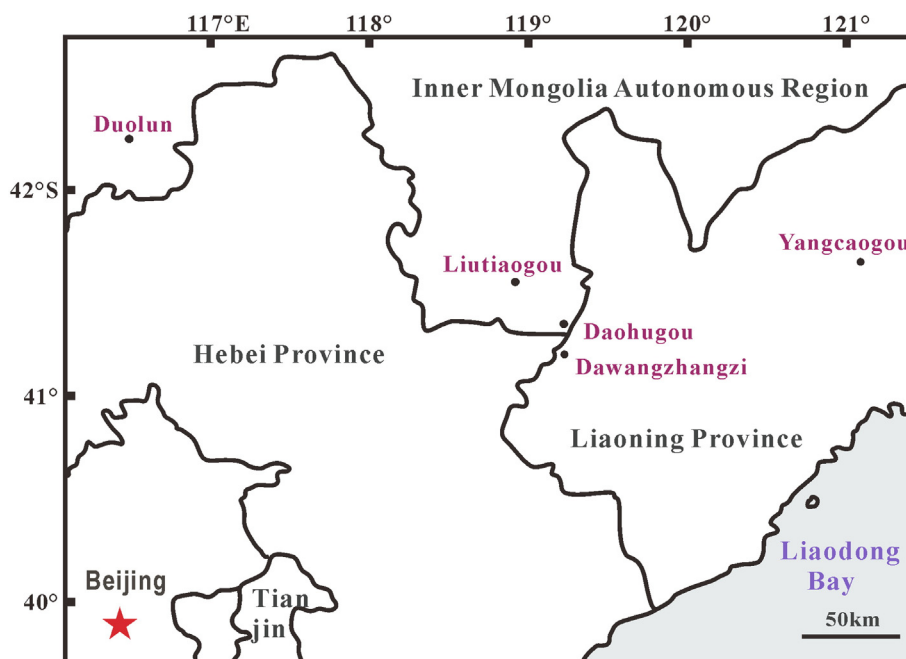 117°E
118°
119°
120°
121°
Inner Mongolia Autonomous Region
Duolun
42°S
Yangcaogou
Liutiaogou
Daohugou
Hebei Province
Dawangzhangzi
41°
Liaoning Province
Liaodong
Bay
Beijing
Tian
jin
40°
50km